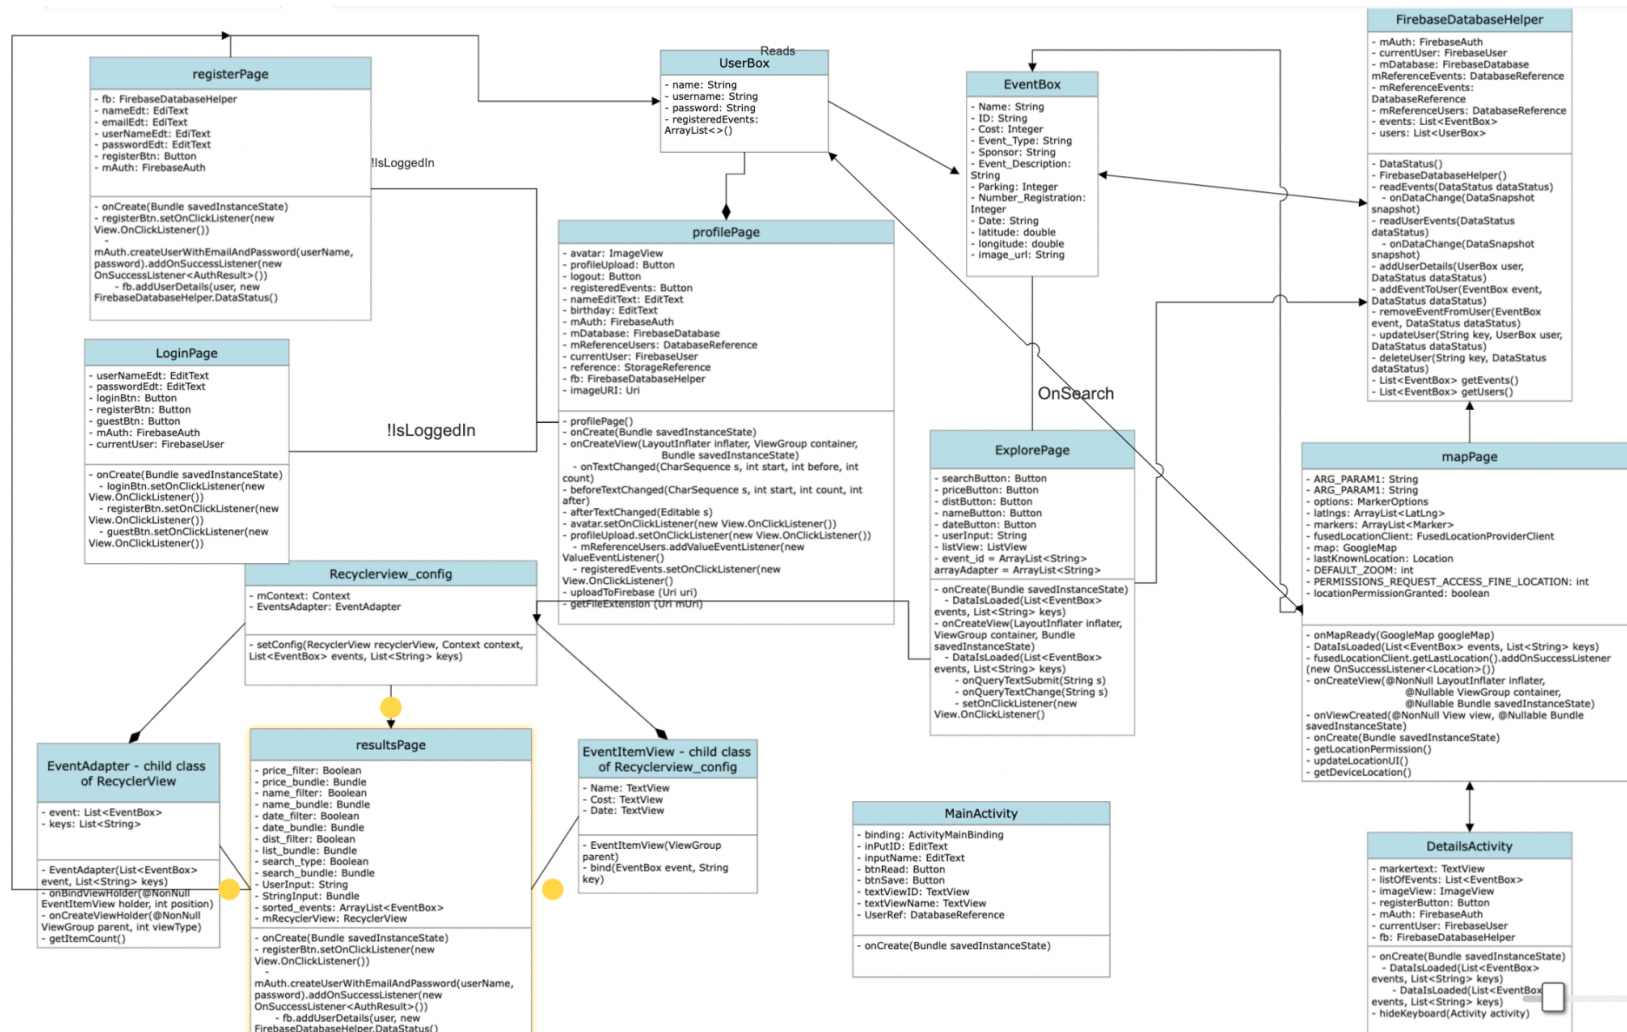 registerPage
- fb: FirebaseDatabaseHelper
- nameEdt: EdiText
- emailEdt: EdiText
- userNameEdt: EdiText
- passwordEdt: EditText
- registerBtn: Button
- mAuth: FirebaseAuth
- onCreate(Bundle savedInstanceState)
- registerBtn.setOnClickListener(new
View.OnClickListener())
-
mAuth.createUserWithEmailAndPassword(userName,
password).addOnSuccessListener(new
OnSuccessListener<AuthResult>())
- fb.addUserDetails(user, new
FirebaseDatabaseHelper.DataStatus()
!IsLoggedIn
LoginPage
- userNameEdt: EditText
- passwordEdt: EditText
- loginBtn: Button
- registerBtn: Button
- guestBtn: Button
- mAuth: FirebaseAuth
- currentUser: FirebaseUser
- onCreate(Bundle savedInstanceState)
- loginBtn.setOnClickListener(new
View.OnClickListener())
- registerBtn.setOnClickListener(new
View.OnClickListener())
- guestBtn.setOnClickListener(new
View.OnClickListener())
!IsLoggedIn
Reads
UserBox
- name: String
- username: String
- password: String
- registeredEvents:
ArrayList<>()
profilePage
- avatar: ImageView
- profileUpload: Button
- logout: Button
- registeredEvents: Button
- nameEditText: EditText
- birthday: EditText
- mAuth: FirebaseAuth
- mDatabase: FirebaseDatabase
- mReferenceUsers: DatabaseReference
- currentUser: FirebaseUser
- reference: StorageReference
- fb: FirebaseDatabaseHelper
- imageURI: Uri
- profilePage()
- onCreate(Bundle savedInstanceState)
- onCreateView(LayoutInflater inflater, ViewGroup container,
Bundle savedInstanceState)
- onTextChanged(CharSequence s, int start, int before, int
count)
- beforeTextChanged(CharSequence s, int start, int count, int
after)
- afterTextChanged(Editable s)
- avatar.setOnClickListener(new View.OnClickListener())
- profileUpload.setOnClickListener(new View.OnClickListener())
- mReferenceUsers.addValueEventListener(new
ValueEventListener()
- registeredEvents.setOnClickListener(new
View.OnClickListener()
- uploadToFirebase (Uri uri)
- getFileExtension (Uri mUri)
EventBox
- Name: String
- ID: String
- Cost: Integer
- Event_Type: String
- Sponsor: String
- Event_Description:
String
- Parking: Integer
- Number_Registration:
Integer
- Date: String
- latitude: double
- longitude: double
- image_url: String
OnSearch
FirebaseDatabaseHelper
- mAuth: FirebaseAuth
- currentUser: FirebaseUser
- mDatabase: FirebaseDatabase
mReferenceEvents: DatabaseReference
- mReferenceEvents:
DatabaseReference
- mReferenceUsers: DatabaseReference
- events: List<EventBox>
- users: List<UserBox>
- DataStatus()
- FirebaseDatabaseHelper()
- readEvents(DataStatus dataStatus)
- onDataChange(DataSnapshot
snapshot)
- readUserEvents(DataStatus
dataStatus)
- onDataChange(DataSnapshot
snapshot)
- addUserDetails(UserBox user,
DataStatus dataStatus)
- addEventToUser(EventBox event,
DataStatus dataStatus)
- removeEventFromUser(EventBox
event, DataStatus dataStatus)
- updateUser(String key, UserBox user,
DataStatus dataStatus)
- deleteUser(String key, DataStatus
dataStatus)
- List<EventBox> getEvents()
- List<EventBox> getUsers()
ExplorePage
- searchButton: Button
- priceButton: Button
- distButton: Button
- nameButton: Button
- dateButton: Button
- userInput: String
- listView: ListView
- event_id = ArrayList<String>
arrayAdapter = ArrayList<String>
- onCreate(Bundle savedInstanceState)
- DataIsLoaded(List<EventBox>
events, List<String> keys)
- onCreateView(LayoutInflater inflater,
ViewGroup container, Bundle
savedInstanceState)
- DataIsLoaded(List<EventBox>
events, List<String> keys)
- onQueryTextSubmit(String s)
- onQueryTextChange(String s)
- setOnClickListener(new
View.OnClickListener()
mapPage
- ARG_PARAM1: String
- ARG_PARAM1: String
- options: MarkerOptions
- latlngs: ArrayList<LatLng>
- markers: ArrayList<Marker>
- fusedLocationClient: FusedLocationProviderClient
- map: GoogleMap
- lastKnownLocation: Location
- DEFAULT_ZOOM: int
- PERMISSIONS_REQUEST_ACCESS_FINE_LOCATION: int
- locationPermissionGranted: boolean
- onMapReady(GoogleMap googleMap)
- DataIsLoaded(List<EventBox> events, List<String> keys)
- fusedLocationClient.getLastLocation().addOnSuccessListener
(new OnSuccessListener<Location>())
- onCreateView(@NonNull LayoutInflater inflater,
@Nullable ViewGroup container,
@Nullable Bundle savedInstanceState)
- onViewCreated(@NonNull View view, @Nullable Bundle
savedInstanceState)
- onCreate(Bundle savedInstanceState)
- getLocationPermission()
- updateLocationUI()
- getDeviceLocation()
Recyclerview_config
- mContext: Context
- EventsAdapter: EventAdapter
- setConfig(RecyclerView recyclerView, Context context,
List<EventBox> events, List<String> keys)
EventAdapter - child class
of RecyclerView
- event: List<EventBox>
- keys: List<String>
- EventAdapter(List<EventBox>
event, List<String> keys)
- onBindViewHolder(@NonNull
EventItemView holder, int position)
- onCreateViewHolder(@NonNull
ViewGroup parent, int viewType)
- getItemCount()
resultsPage
- price_filter: Boolean
- price_bundle: Bundle
- name_filter: Boolean
- name_bundle: Bundle
- date_filter: Boolean
- date_bundle: Bundle
- dist_filter: Boolean
- list_bundle: Bundle
- search_type: Boolean
- search_bundle: Bundle
- UserInput: String
- StringInput: Bundle
- sorted_events: ArrayList<EventBox>
- mRecyclerView: RecyclerView
- onCreate(Bundle savedInstanceState)
- registerBtn.setOnClickListener(new
View.OnClickListener())
-
mAuth.createUserWithEmailAndPassword(userName,
password).addOnSuccessListener(new
OnSuccessListener<AuthResult>())
- fb.addUserDetails(user, new
FirebaseDatabaseHelper.DataStatus()
EventItemView - child class
of Recyclerview_config
- Name: TextView
- Cost: TextView
- Date: TextView
- EventItemView(ViewGroup
parent)
- bind(EventBox event, String
key)
MainActivity
- binding: ActivityMainBinding
- inPutID: EditText
- inputName: EditText
- btnRead: Button
- btnSave: Button
- textViewID: TextView
- textViewName: TextView
- UserRef: DatabaseReference
- onCreate(Bundle savedInstanceState)
DetailsActivity
- markertext: TextView
- listOfEvents: List<EventBox>
- imageView: ImageView
- registerButton: Button
- mAuth: FirebaseAuth
- currentUser: FirebaseUser
- fb: FirebaseDatabaseHelper
- onCreate(Bundle savedInstanceState)
- DataIsLoaded(List<EventBox>
events, List<String> keys)
- DataIsLoaded(List<EventBox
events, List<String> keys)
- hideKeyboard(Activity activity)